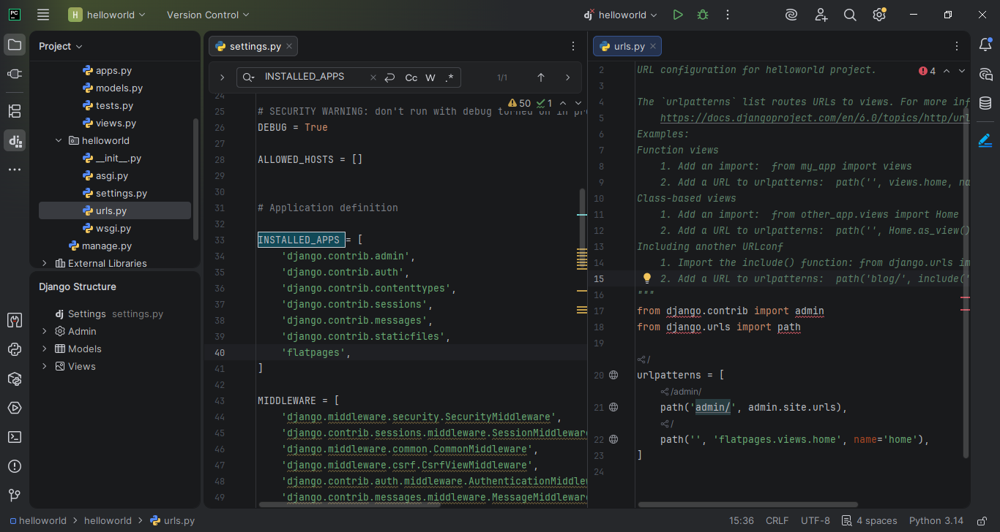 PC
H helloworld
Version Control
dj helloworld
Project
apps.py
models.py
tests.py
views.py
helloworld
__init__.py
asgi.py
settings.py
urls.py
wsgi.py
manage.py
External Libraries
Django Structure
dj Settings settings.py
Admin
Models
Views
settings.py
INSTALLED_APPS
Cc W .*
1/1
50 1
24
25 # SECURITY WARNING: don't run with debug turned on in pr
26 DEBUG = True
27
28 ALLOWED_HOSTS = []
29
30
31 # Application definition
32
33 INSTALLED_APPS = [
34 'django.contrib.admin',
35 'django.contrib.auth',
36 'django.contrib.contenttypes',
37 'django.contrib.sessions',
38 'django.contrib.messages',
39 'django.contrib.staticfiles',
40 'flatpages',
41 ]
42
43 MIDDLEWARE = [
44 'django.middleware.security.SecurityMiddleware',
45 'django.contrib.sessions.middleware.SessionMiddleware
46 'django.middleware.common.CommonMiddleware',
47 'django.middleware.csrf.CsrfViewMiddleware',
48 'django.contrib.auth.middleware.AuthenticationMiddlew
49 'django.contrib.messages.middleware.MessageMiddleware
urls.py
4
2 URL configuration for helloworld project.
3
4 The `urlpatterns` list routes URLs to views. For more inf
5 https://docs.djangoproject.com/en/6.0/topics/http/url
6 Examples:
7 Function views
8 1. Add an import:  from my_app import views
9 2. Add a URL to urlpatterns:  path('', views.home, na
10 Class-based views
11 1. Add an import:  from other_app.views import Home
12 2. Add a URL to urlpatterns:  path('', Home.as_view()
13 Including another URLconf
14 1. Import the include() function: from django.urls im
15 2. Add a URL to urlpatterns:  path('blog/', include('
16 """
17 from django.contrib import admin
18 from django.urls import path
19
/
20 urlpatterns = [
/admin/
21 path('admin/', admin.site.urls),
/
22 path('', 'flatpages.views.home', name='home'),
23 ]
24
helloworld > helloworld > urls.py
15:36 CRLF UTF-8 4 spaces Python 3.14